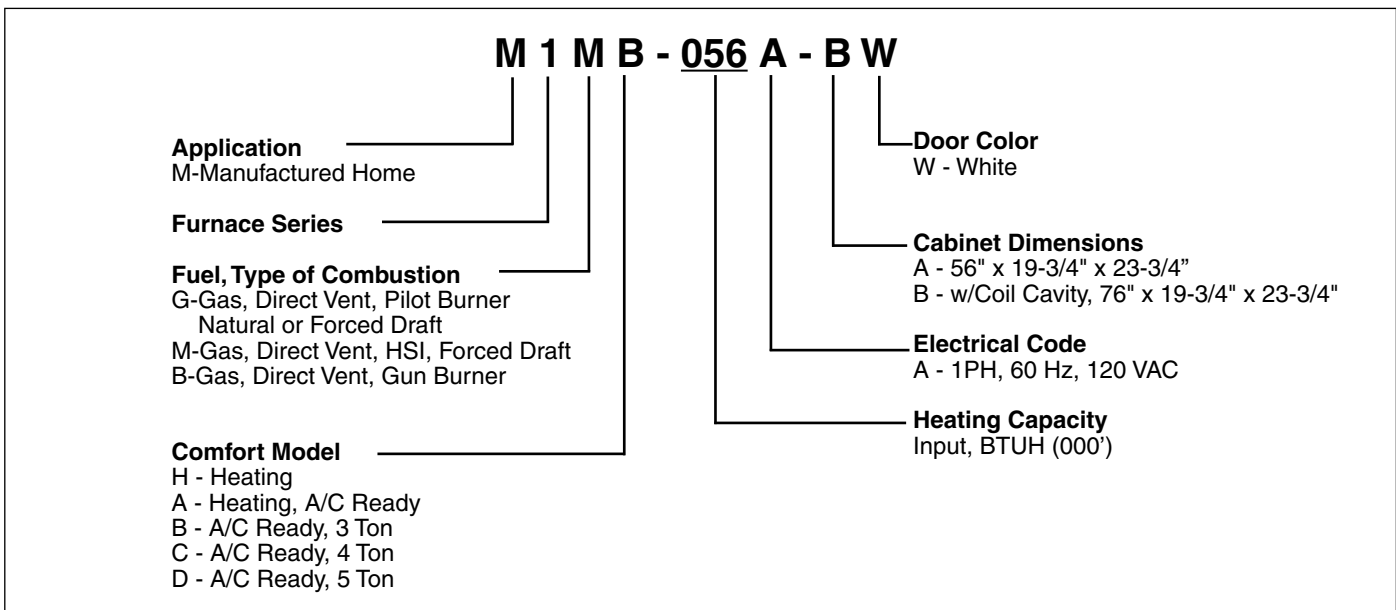 M 1 M B - 056 A - B W
Application
M-Manufactured Home
Furnace Series
Fuel, Type of Combustion
G-Gas, Direct Vent, Pilot Burner
Natural or Forced Draft
M-Gas, Direct Vent, HSI, Forced Draft
B-Gas, Direct Vent, Gun Burner
Comfort Model
H - Heating
A - Heating, A/C Ready
B - A/C Ready, 3 Ton
C - A/C Ready, 4 Ton
D - A/C Ready, 5 Ton
Door Color
W - White
Cabinet Dimensions
A - 56" x 19-3/4" x 23-3/4”
B - w/Coil Cavity, 76" x 19-3/4" x 23-3/4"
Electrical Code
A - 1PH, 60 Hz, 120 VAC
Heating Capacity
Input, BTUH (000’)